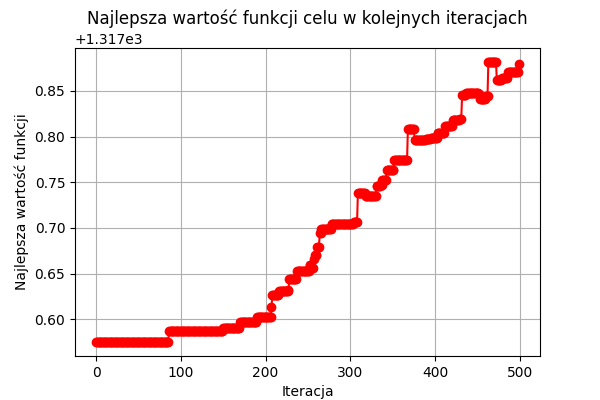 Najlepsza wartość funkcji celu w kolejnych iteracjach
+1.317e3
0.85
0.80
0.75
0.70
0.65
0.60
Najlepsza wartość funkcji
0 100 200 300 400 500
Iteracja